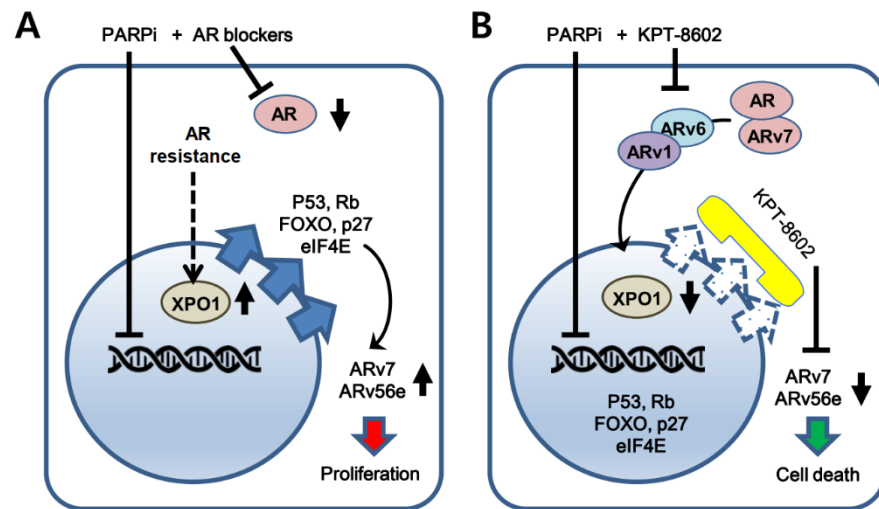 A
PARPi + AR blockers
AR
AR
resistance
P53, Rb
FOXO, p27
eIF4E
XPO1
ARv7
ARv56e
Proliferation
B
PARPi + KPT-8602
AR
ARv6
ARv7
ARv1
KPT-8602
XPO1
P53, Rb
FOXO, p27
eIF4E
ARv7
ARv56e
Cell death